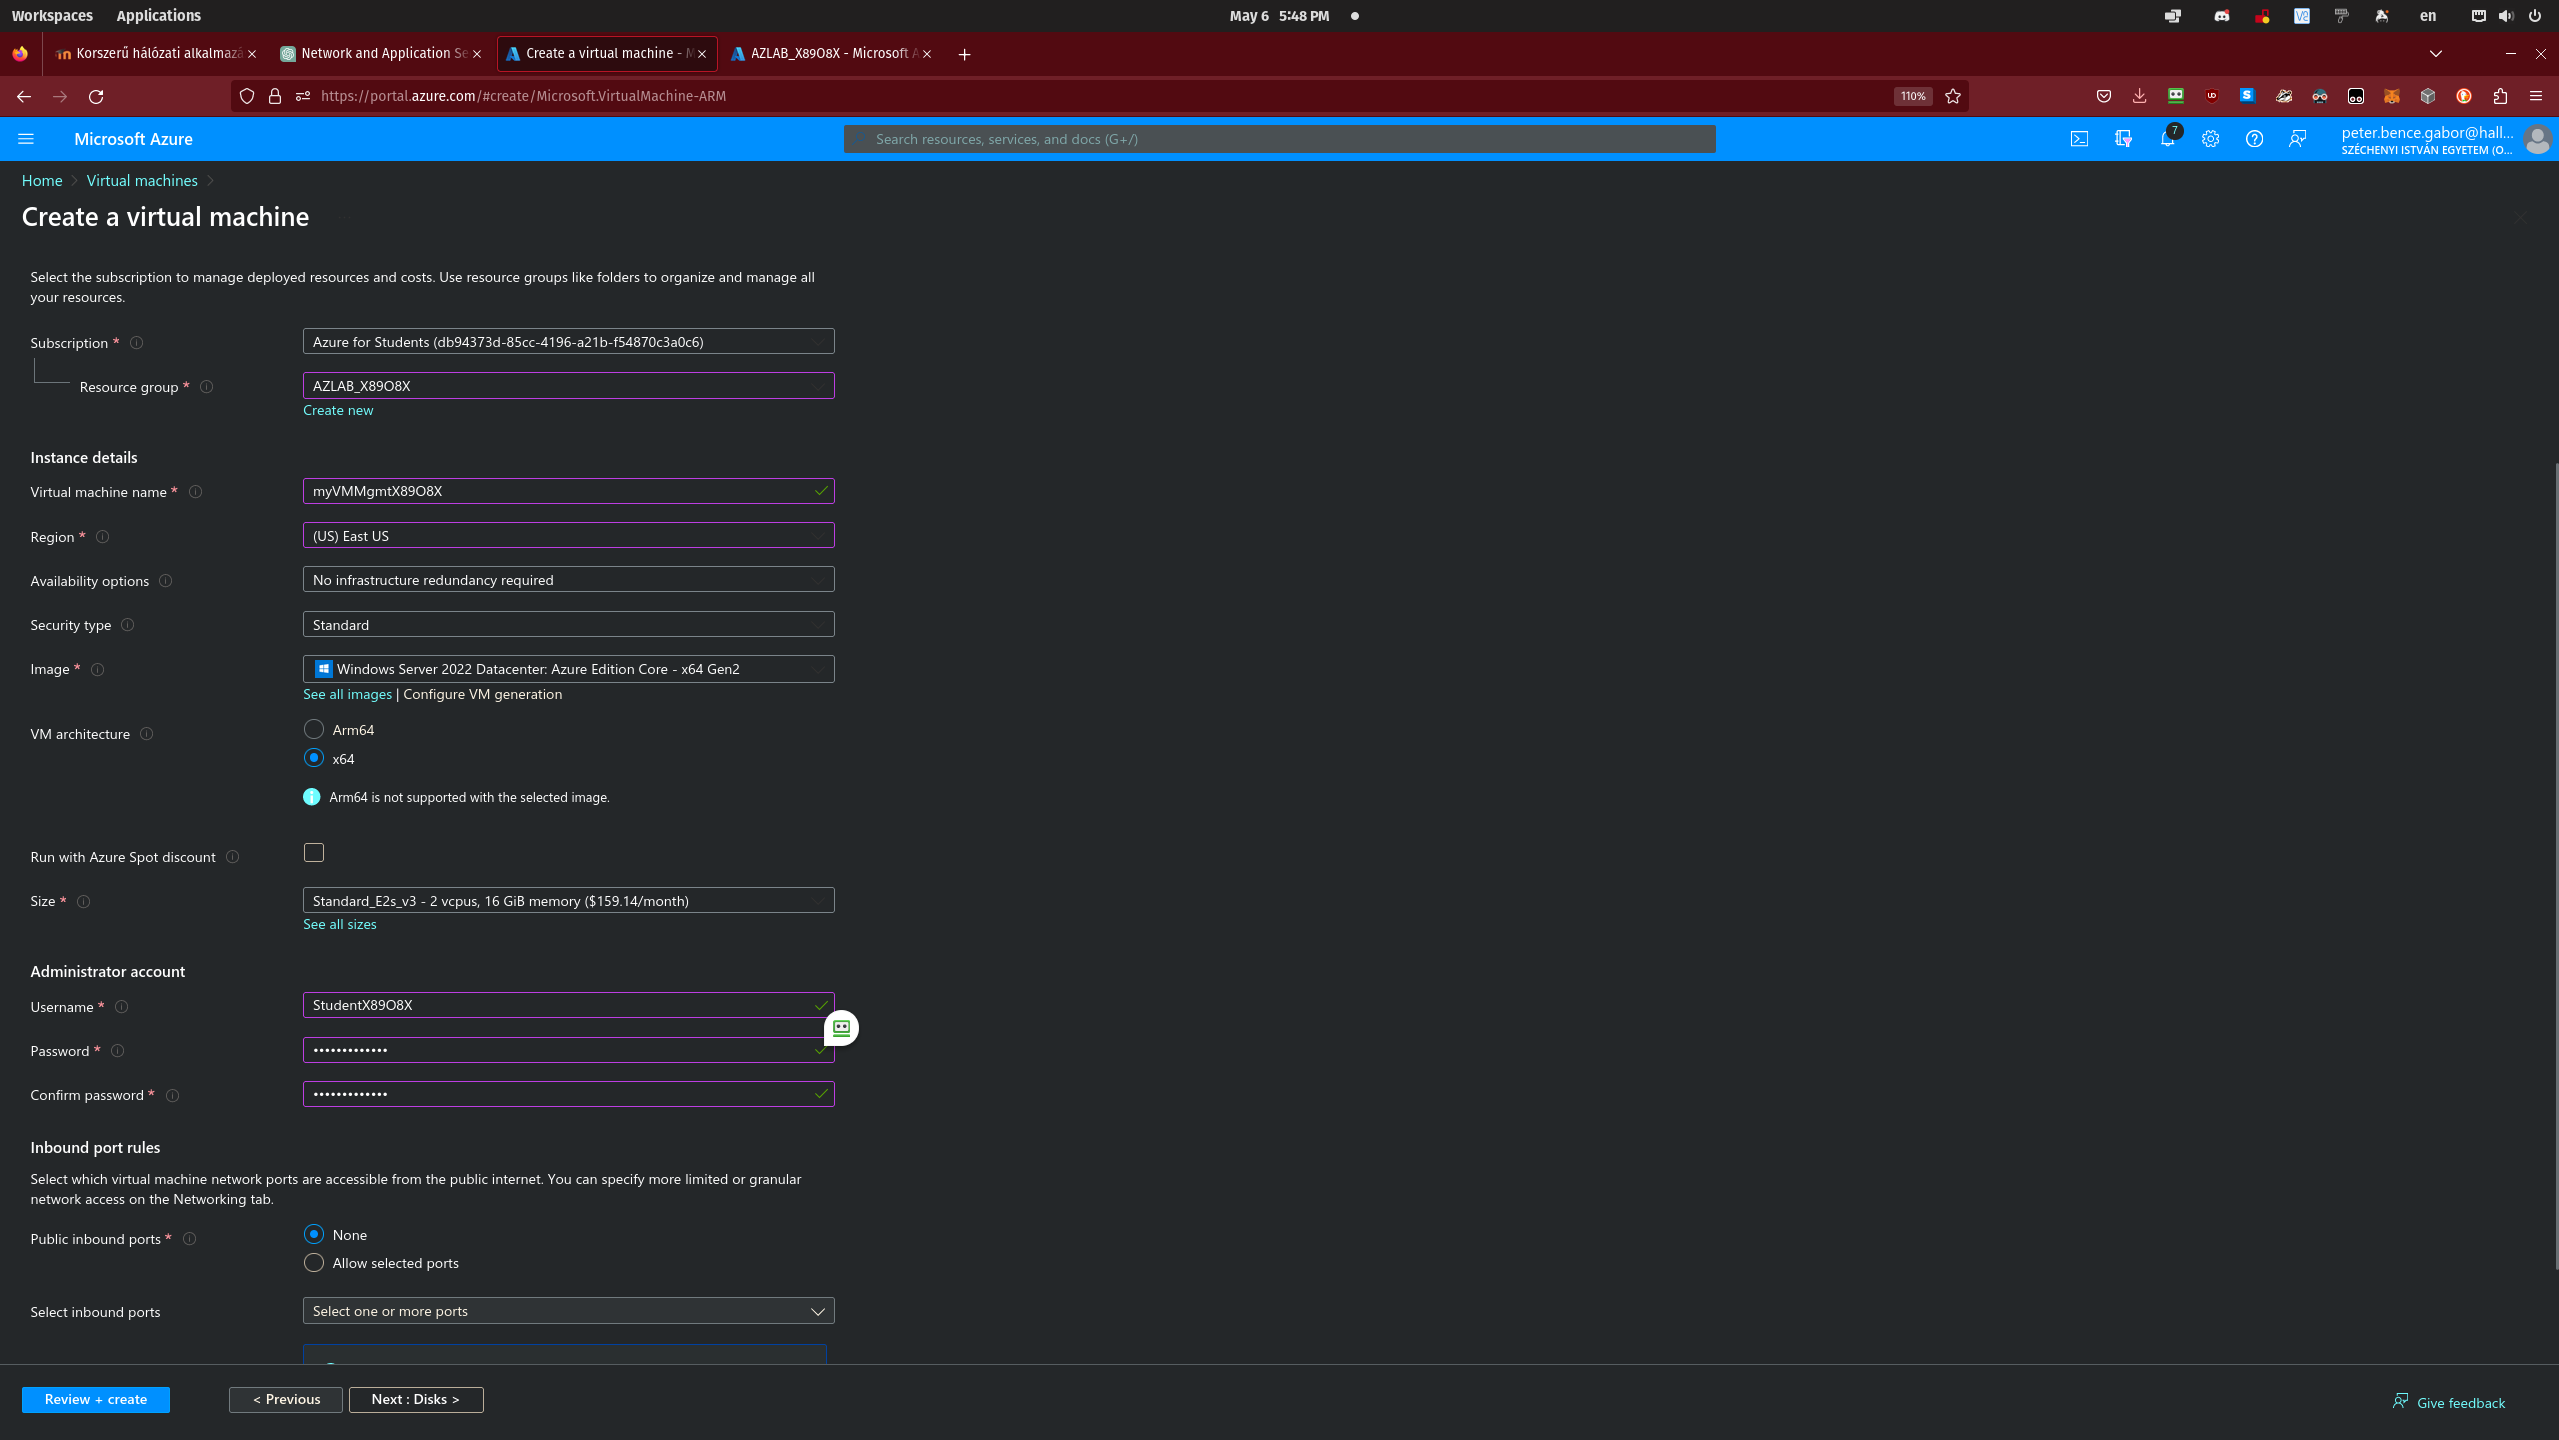 Workspaces Applications May 6 5:48 PM en
Korszerű hálózati alkalmazá Network and Application Se Create a virtual machine - M AZLAB_X89O8X - Microsoft A
https://portal.azure.com/#create/Microsoft.VirtualMachine-ARM 110%
Microsoft Azure Search resources, services, and docs (G+/) 7 peter.bence.gabor@hall...
SZÉCHENYI ISTVÁN EGYETEM (O...
Home Virtual machines
Create a virtual machine
Select the subscription to manage deployed resources and costs. Use resource groups like folders to organize and manage all
your resources.
Subscription * Azure for Students (db94373d-85cc-4196-a21b-f54870c3a0c6)
Resource group * AZLAB_X89O8X
Create new
Instance details
Virtual machine name * myVMMgmtX89O8X
Region * (US) East US
Availability options No infrastructure redundancy required
Security type Standard
Image * Windows Server 2022 Datacenter: Azure Edition Core - x64 Gen2
See all images | Configure VM generation
VM architecture Arm64
x64
Arm64 is not supported with the selected image.
Run with Azure Spot discount
Size * Standard_E2s_v3 - 2 vcpus, 16 GiB memory ($159.14/month)
See all sizes
Administrator account
Username * StudentX89O8X
Password * •••••••••••••
Confirm password * •••••••••••••
Inbound port rules
Select which virtual machine network ports are accessible from the public internet. You can specify more limited or granular
network access on the Networking tab.
Public inbound ports * None
Allow selected ports
Select inbound ports Select one or more ports
Review + create < Previous Next : Disks > Give feedback